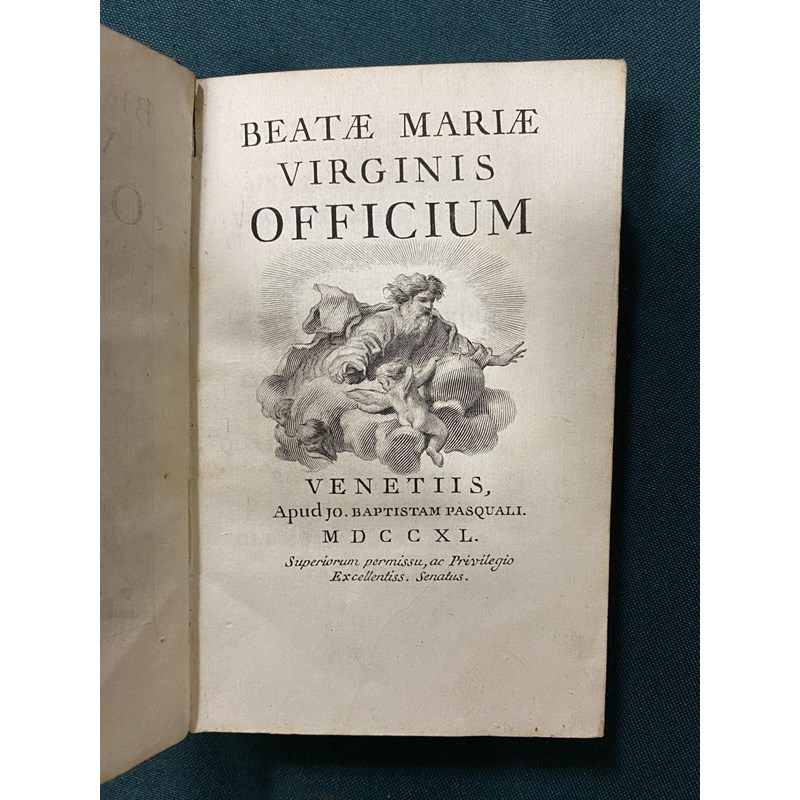 BEATÆ MARIÆ
VIRGINIS
OFFICIUM
VENETIIS,
Apud JO. BAPTISTAM PASQUALI.
MDCCXL.
Superiorum permissu, ac Privilegio
Excellentiss. Senatus.